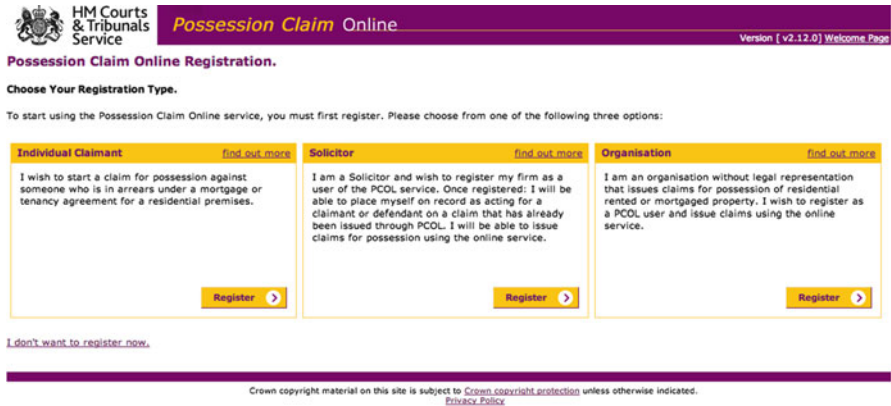 HM Courts
& Tribunals
Service
Possession Claim Online
Version [ v2.12.0] Welcome Page
Possession Claim Online Registration.
Choose Your Registration Type.
To start using the Possession Claim Online service, you must first register. Please choose from one of the following three options:
Individual Claimant find out more
I wish to start a claim for possession against
someone who is in arrears under a mortgage or
tenancy agreement for a residential premises.
Register
Solicitor find out more
I am a Solicitor and wish to register my firm as a
user of the PCOL service. Once registered: I will be
able to place myself on record as acting for a
claimant or defendant on a claim that has already
been issued through PCOL. I will be able to issue
claims for possession using the online service.
Register
Organisation find out more
I am an organisation without legal representation
that issues claims for possession of residential
rented or mortgaged property. I wish to register as
a PCOL user and issue claims using the online
service.
Register
I don't want to register now.
Crown copyright material on this site is subject to Crown copyright protection unless otherwise indicated.
Privacy Policy